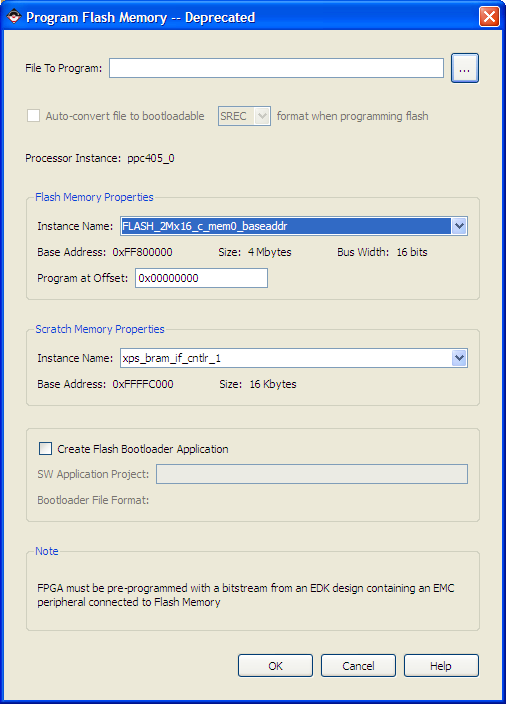 Program Flash Memory -- Deprecated
File To Program: ...
Auto-convert file to bootloadable SREC format when programming flash
Processor Instance: ppc405_0
Flash Memory Properties
Instance Name: FLASH_2Mx16_c_mem0_baseaddr
Base Address: 0xFF800000 Size: 4 Mbytes Bus Width: 16 bits
Program at Offset: 0x00000000
Scratch Memory Properties
Instance Name: xps_bram_if_cntlr_1
Base Address: 0xFFFFC000 Size: 16 Kbytes
Create Flash Bootloader Application
SW Application Project:
Bootloader File Format:
Note
FPGA must be pre-programmed with a bitstream from an EDK design containing an EMC
peripheral connected to Flash Memory
OK Cancel Help